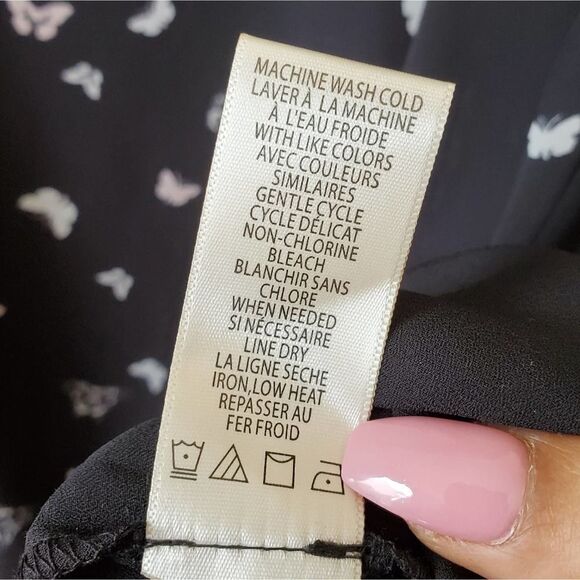 MACHINE WASH COLD
LAVER À LA MACHINE
À L'EAU FROIDE
WITH LIKE COLORS
AVEC COULEURS
SIMILAIRES
GENTLE CYCLE
CYCLE DÉLICAT
NON-CHLORINE
BLEACH
BLANCHIR SANS
CHLORE
WHEN NEEDED
SI NÉCESSAIRE
LINE DRY
LA LIGNE SECHE
IRON,LOW HEAT
REPASSER AU
FER FROID